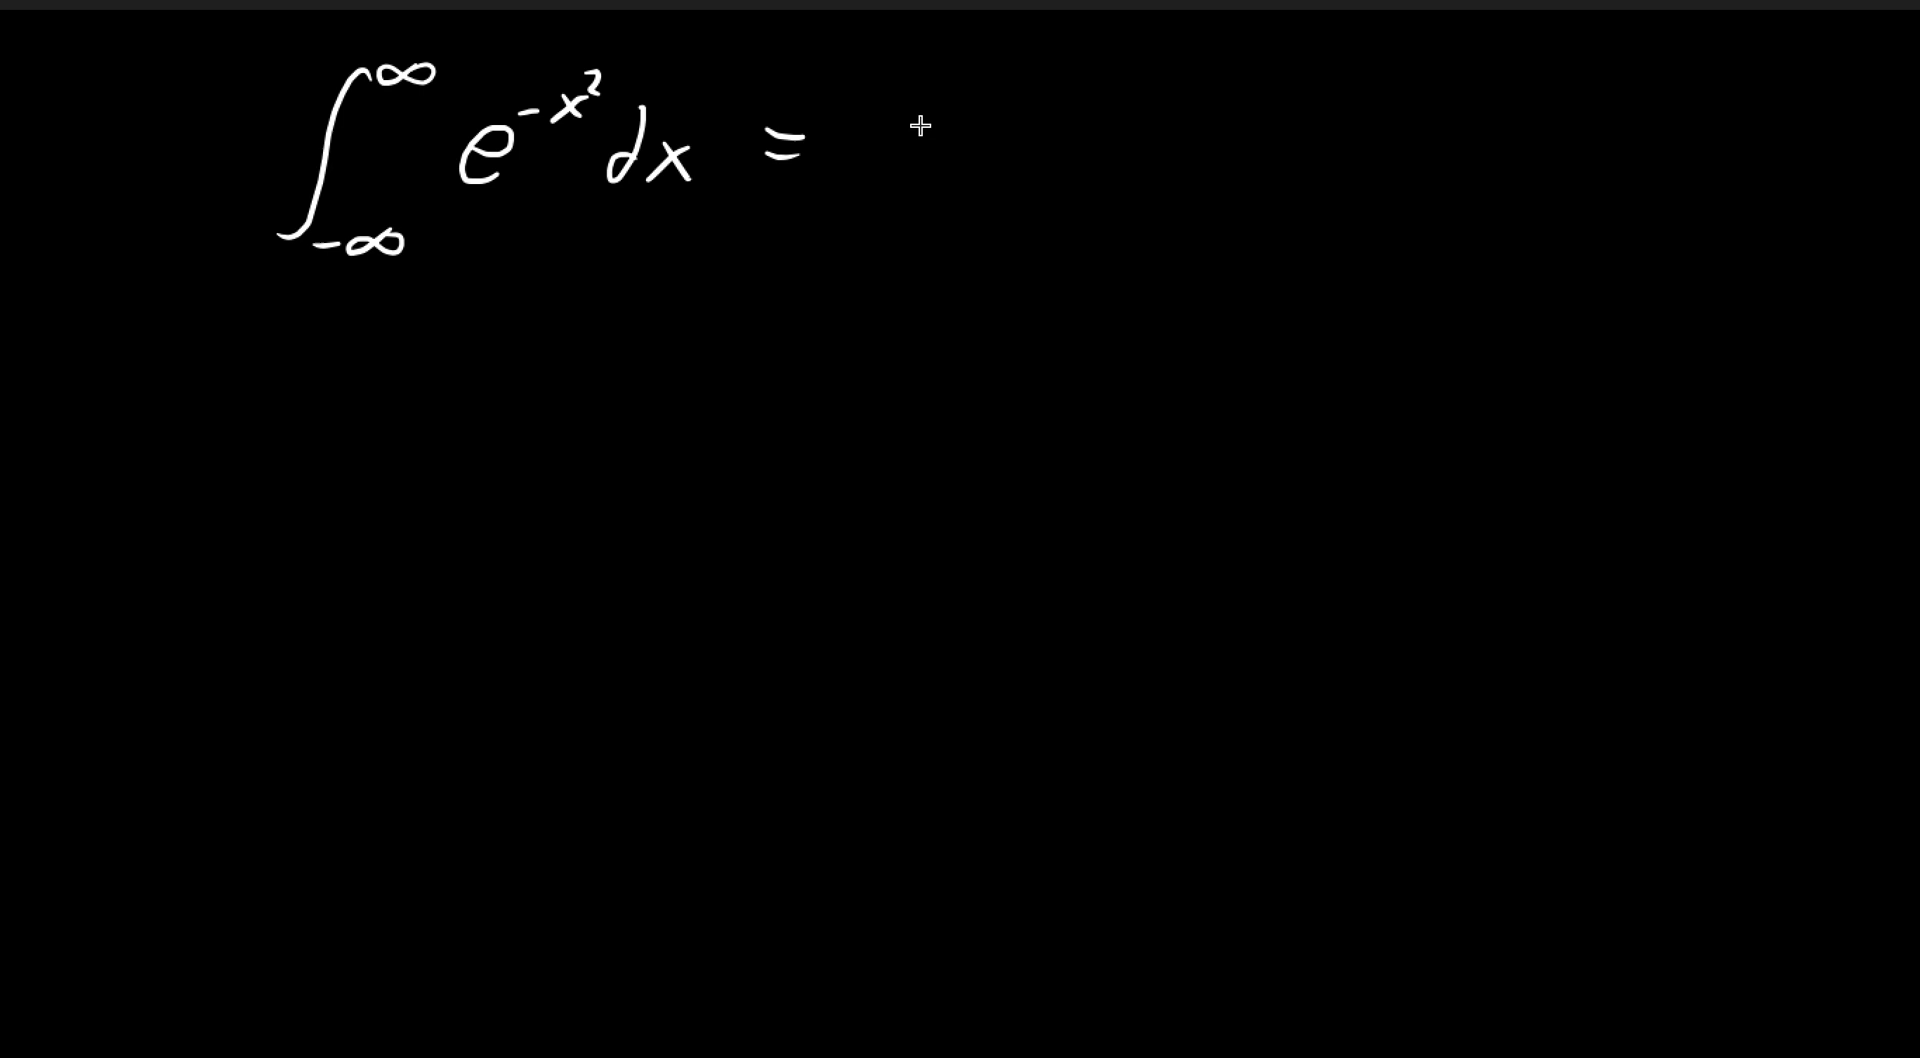 ∫_{-∞}^{∞} e^{-x²} dx =